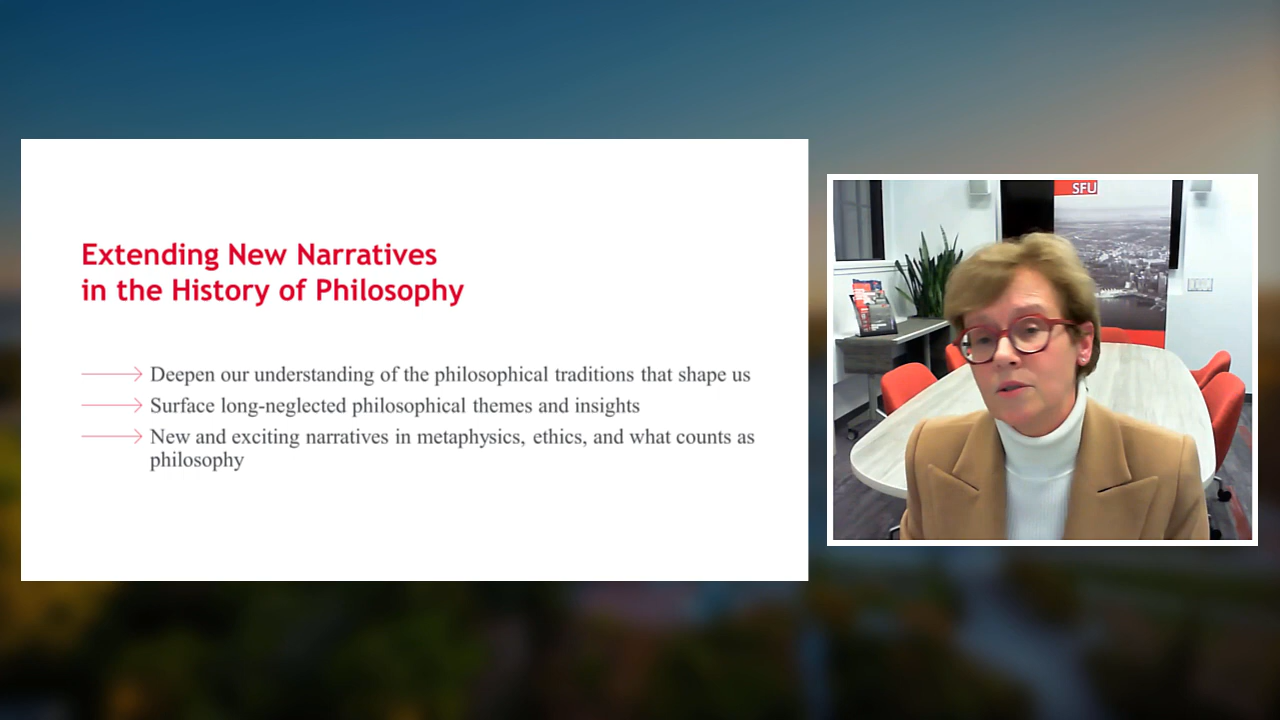 Extending New Narratives
in the History of Philosophy
Deepen our understanding of the philosophical traditions that shape us
Surface long-neglected philosophical themes and insights
New and exciting narratives in metaphysics, ethics, and what counts as
philosophy
SFU